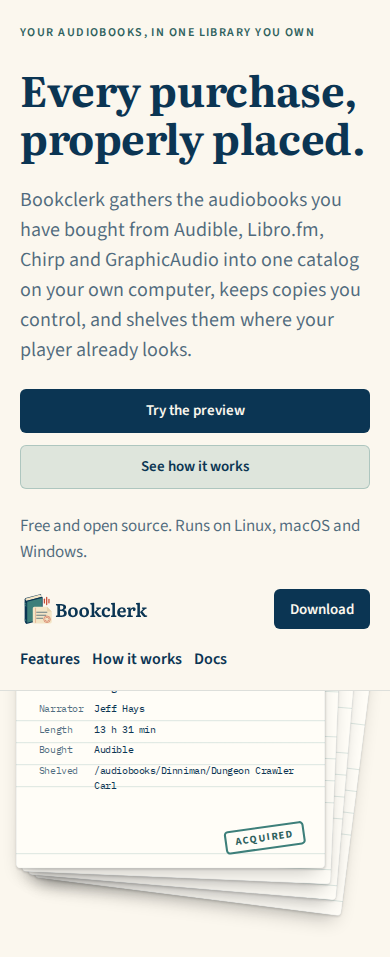 YOUR AUDIOBOOKS, IN ONE LIBRARY YOU OWN
Every purchase,
properly placed.
Bookclerk gathers the audiobooks you
have bought from Audible, Libro.fm,
Chirp and GraphicAudio into one catalog
on your own computer, keeps copies you
control, and shelves them where your
player already looks.
Try the preview
See how it works
Free and open source. Runs on Linux, macOS and
Windows.
Bookclerk
Download
Features How it works Docs
Narrator Jeff Hays
Length 13 h 31 min
Bought Audible
Shelved /audiobooks/Dinniman/Dungeon Crawler
Carl
ACQUIRED